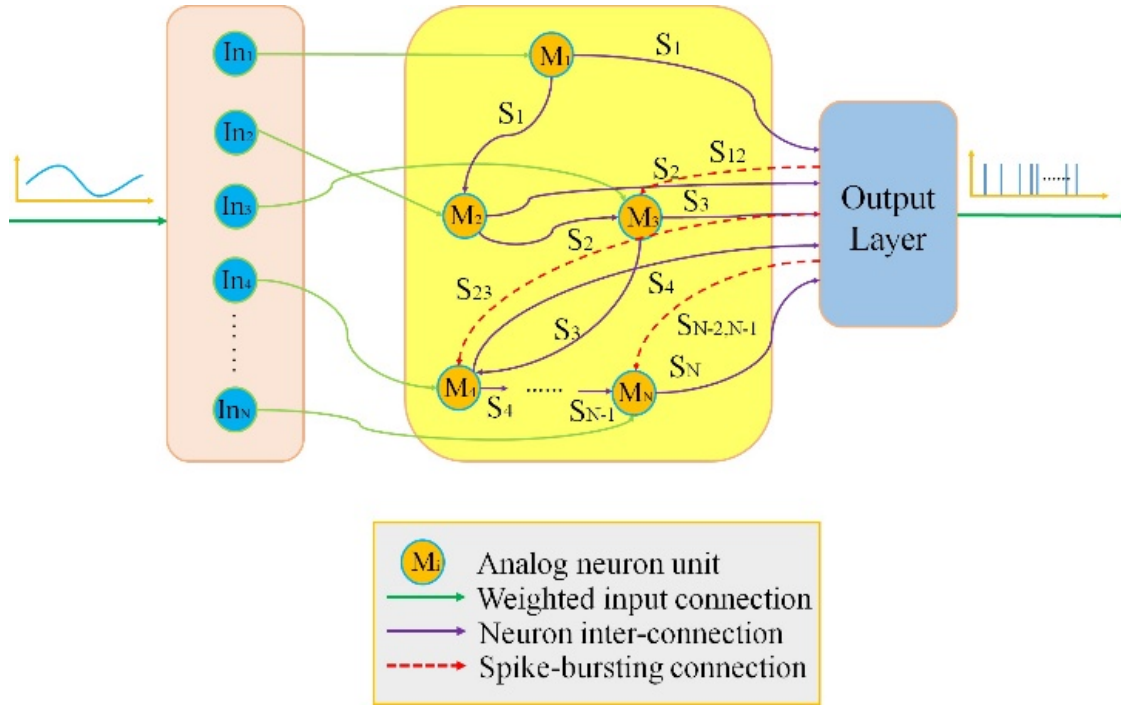 In1
M1
S1
S1
In2
S12
S2
In3
M2
M3
S3
Output
Layer
S2
In4
S23
S4
S3
SN-2,N-1
SN
M4
S4
......
SN-1
MN
InN
Mi
Analog neuron unit
Weighted input connection
Neuron inter-connection
Spike-bursting connection